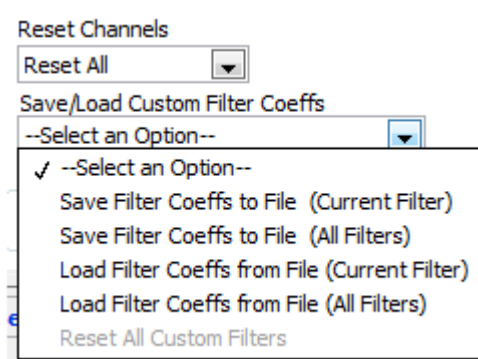 Reset Channels
Reset All
Save/Load Custom Filter Coeffs
--Select an Option--
--Select an Option--
Save Filter Coeffs to File (Current Filter)
Save Filter Coeffs to File (All Filters)
Load Filter Coeffs from File (Current Filter)
Load Filter Coeffs from File (All Filters)
Reset All Custom Filters